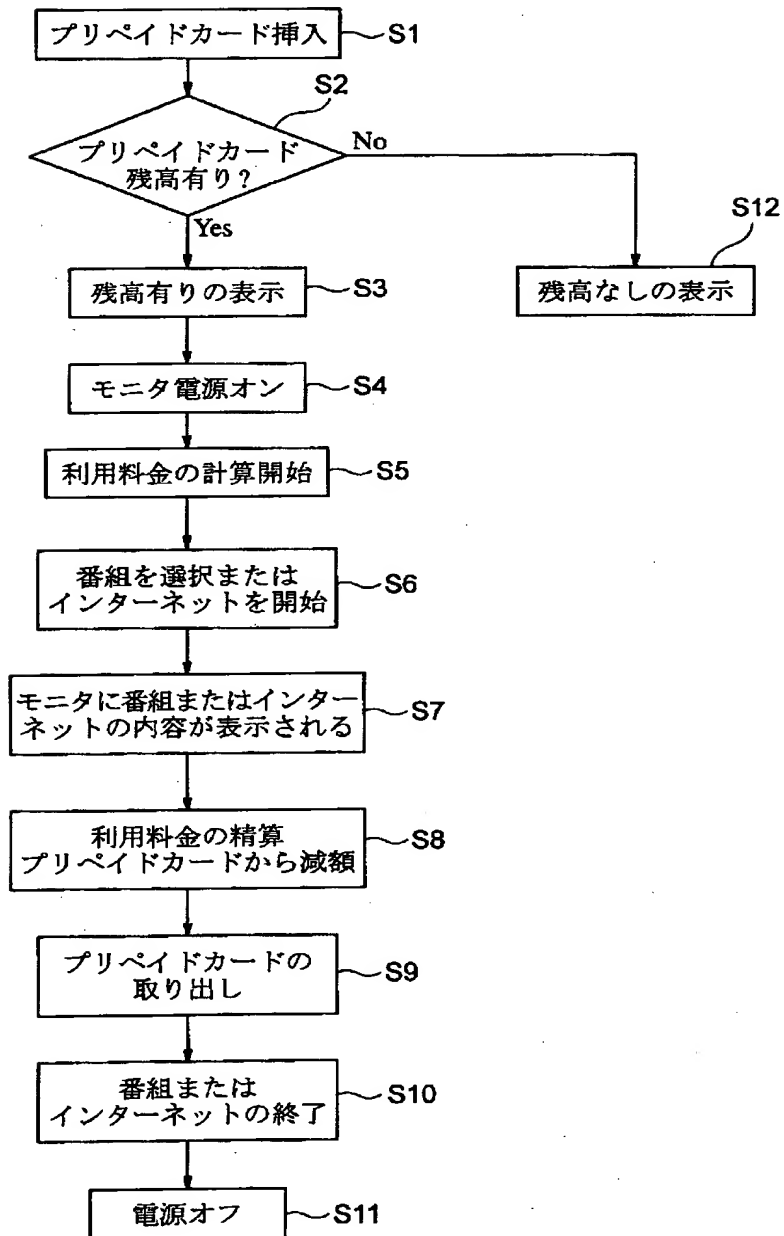 プリペイドカード挿入
S1
S2
プリペイドカード
残高有り?
No
Yes
S12
残高有りの表示
S3
残高なしの表示
モニタ電源オン
S4
利用料金の計算開始
S5
番組を選択または
インターネットを開始
S6
モニタに番組またはインター
ネットの内容が表示される
S7
利用料金の精算
プリペイドカードから減額
S8
プリペイドカードの
取り出し
S9
番組または
インターネットの終了
S10
電源オフ
S11